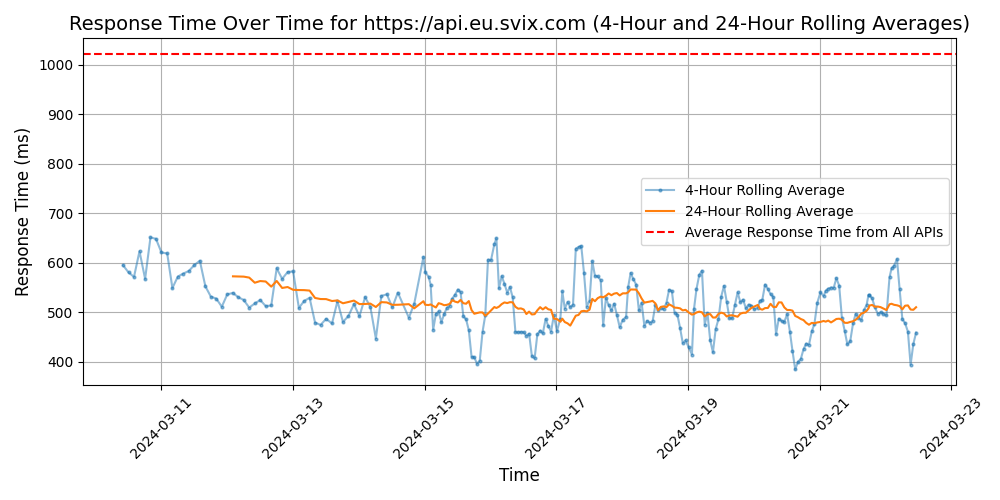 Response Time Over Time for https://api.eu.svix.com (4-Hour and 24-Hour Rolling Averages)
Response Time (ms)
1000
900
800
700
600
500
400
4-Hour Rolling Average
24-Hour Rolling Average
Average Response Time from All APIs
2024-03-11
2024-03-13
2024-03-15
2024-03-17
2024-03-19
2024-03-21
2024-03-23
Time